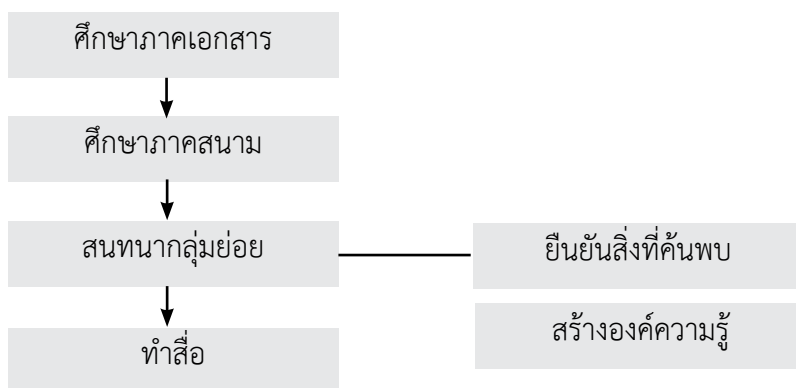 ศึกษาภาคเอกสาร
ศึกษาภาคสนาม
สนทนากลุ่มย่อย
ยืนยันสิ่งที่ค้นพบ
สร้างองค์ความรู้
ทำสื่อ